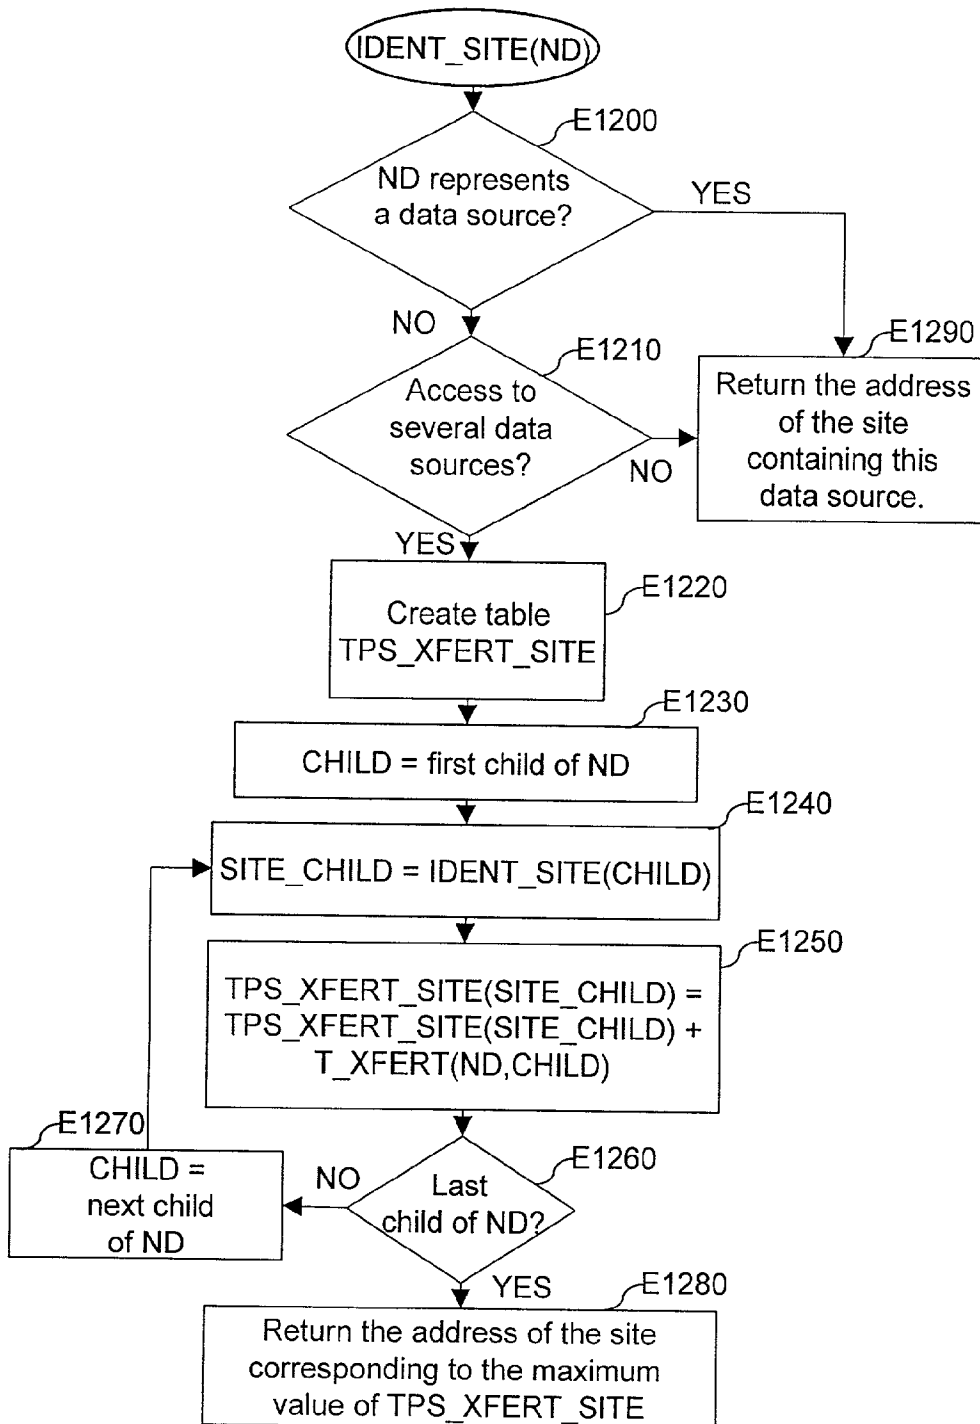 IDENT_SITE(ND)
E1200
ND represents
a data source?
YES
NO
E1210
E1290
Access to
several data
sources?
NO
Return the address
of the site
containing this
data source.
YES
E1220
Create table
TPS_XFERT_SITE
E1230
CHILD = first child of ND
E1240
SITE_CHILD = IDENT_SITE(CHILD)
E1250
TPS_XFERT_SITE(SITE_CHILD) =
TPS_XFERT_SITE(SITE_CHILD) +
T_XFERT(ND,CHILD)
E1270
CHILD =
next child
of ND
NO
E1260
Last
child of ND?
YES
E1280
Return the address of the site
corresponding to the maximum
value of TPS_XFERT_SITE